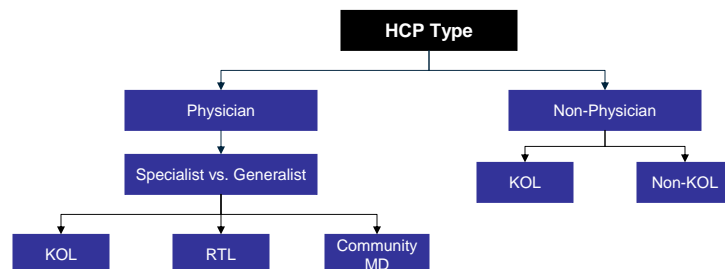 HCP Type
Physician
Non-Physician
Specialist vs. Generalist
KOL
Non-KOL
KOL
RTL
Community
MD